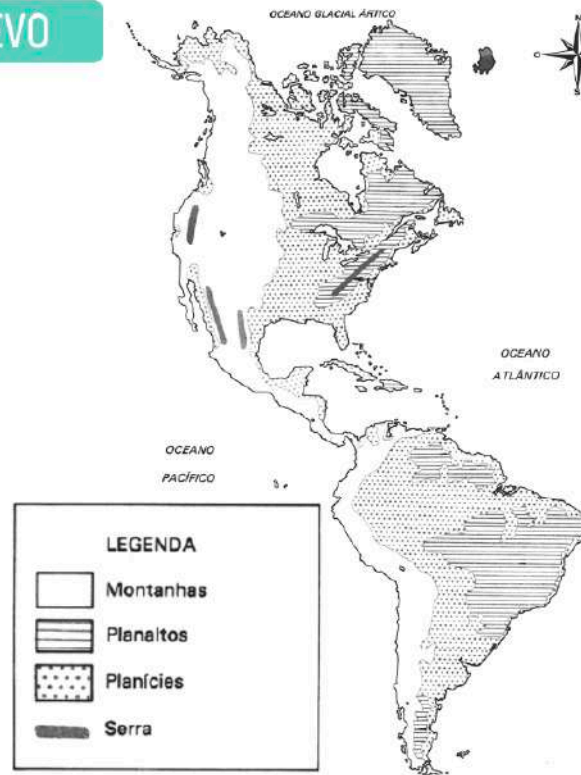 EVO
OCEANO GLACIAL ÁRTICO
N
O
S
OCEANO
ATLÂNTICO
OCEANO
PACÍFICO
LEGENDA
Montanhas
Planaltos
Planícies
Serra